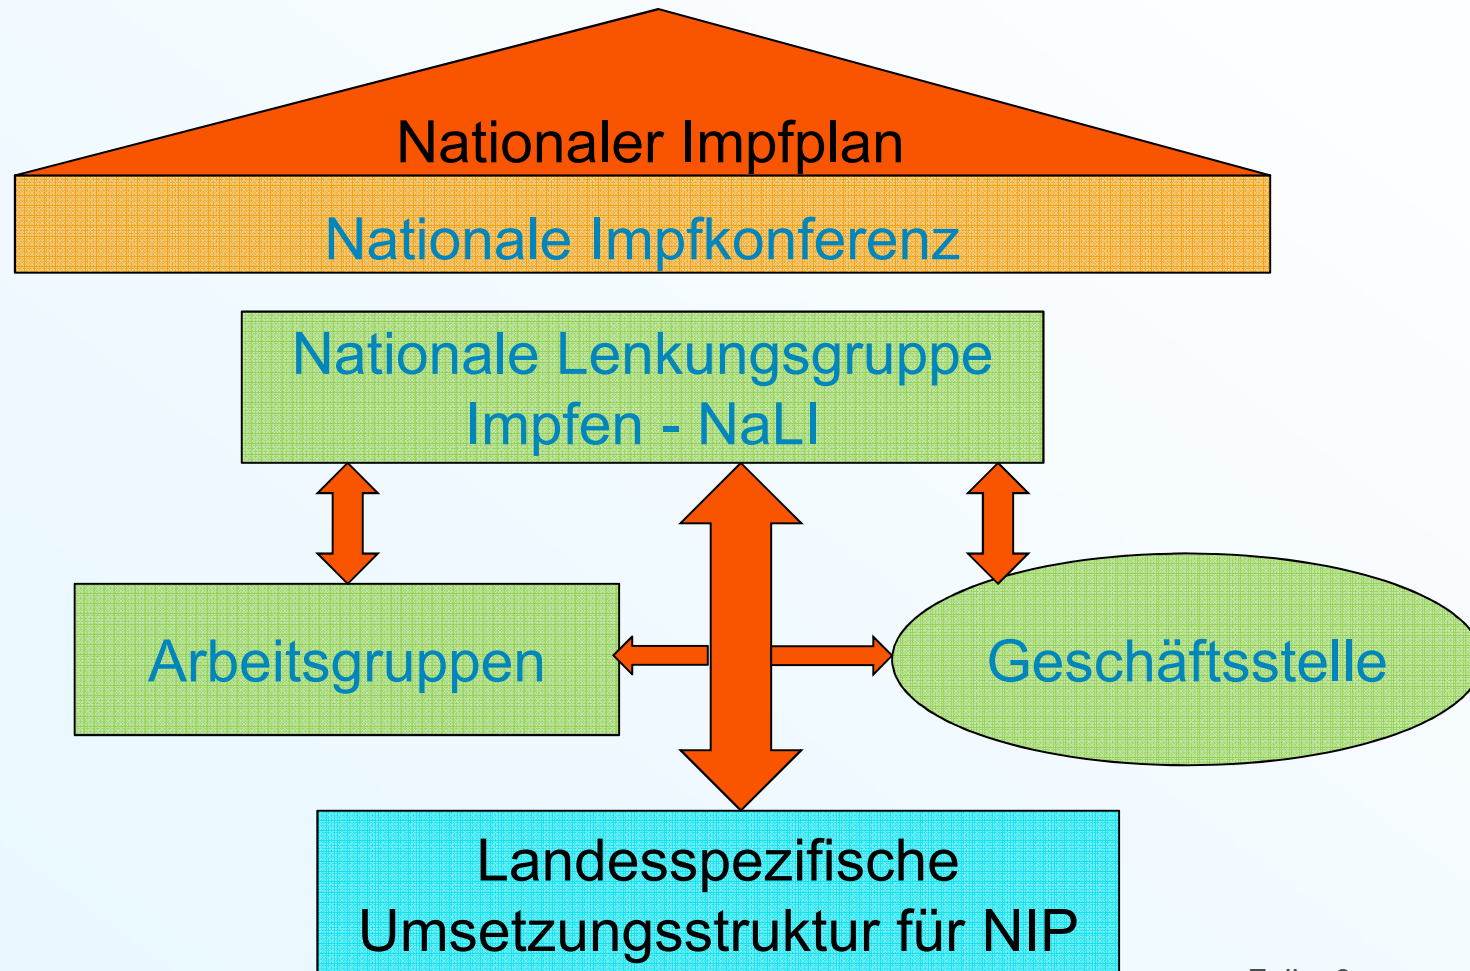 Nationaler Impfplan
Nationale Impfkonferenz
Nationale Lenkungsgruppe
Impfen - NaLI
Arbeitsgruppen
Geschäftsstelle
Landesspezifische
Umsetzungsstruktur für NIP